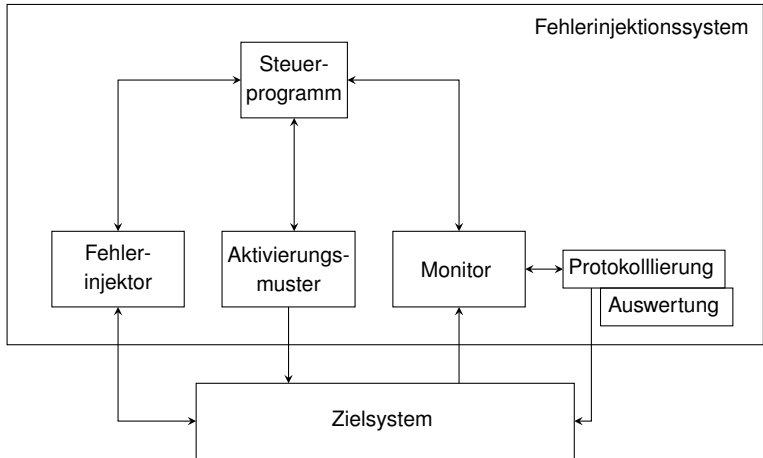 Fehlerinjektionssystem
Steuer-
programm
Fehler-
injektor
Aktivierungs-
muster
Monitor
Protokolllierung
Auswertung
Zielsystem